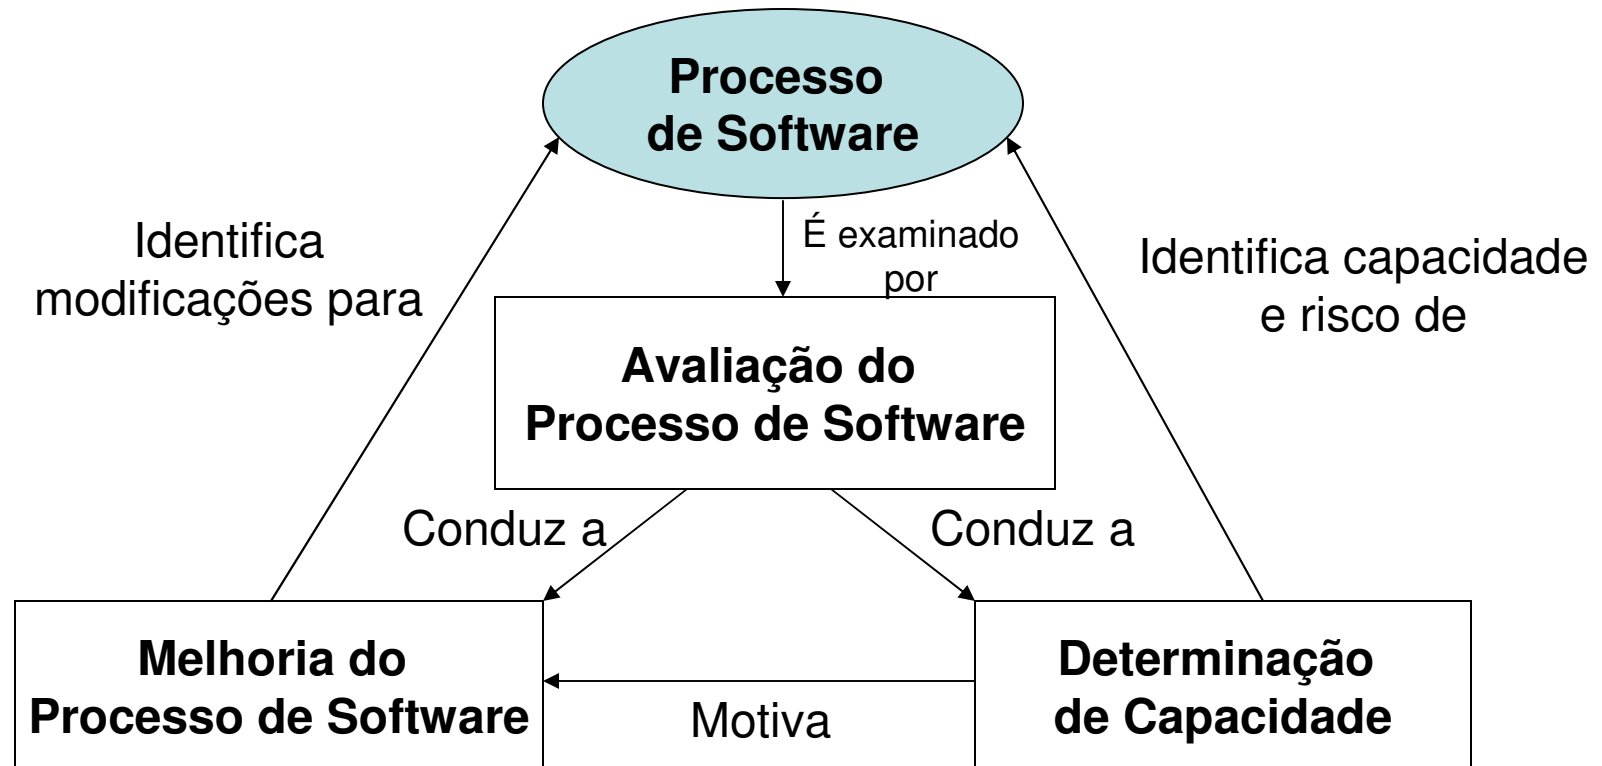 Processo
de Software
É examinado
por
Identifica
modificações para
Identifica capacidade
e risco de
Avaliação do
Processo de Software
Conduz a
Conduz a
Melhoria do
Processo de Software
Motiva
Determinação
de Capacidade